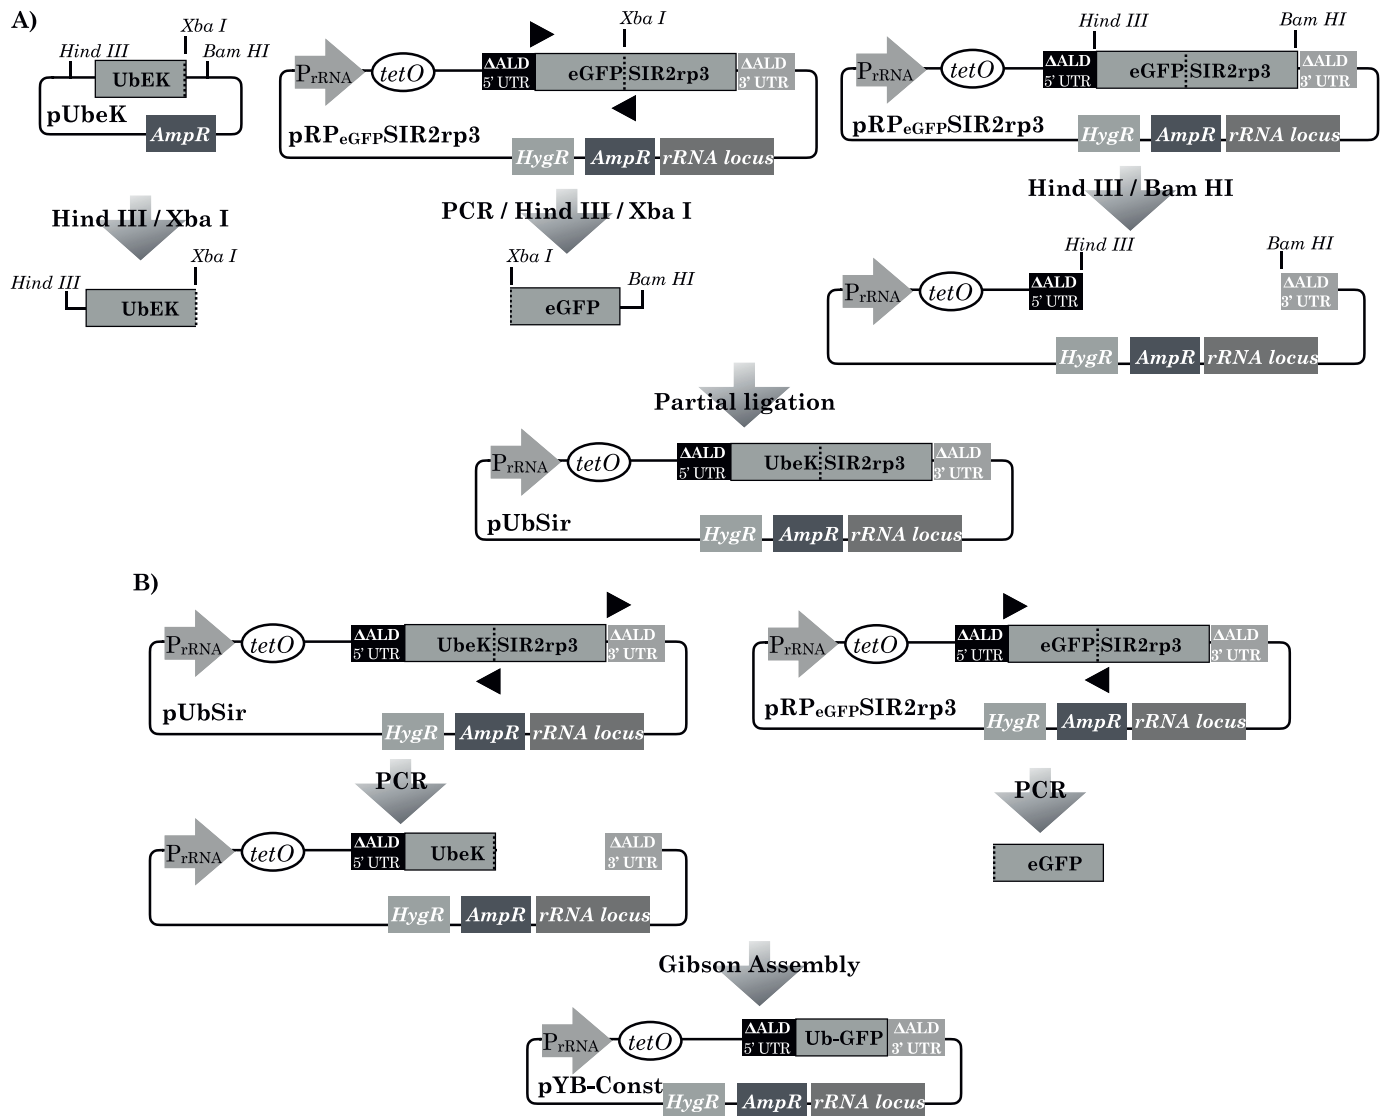 A)
Hind III
Xba I
Bam HI
UbEK
pUbeK
AmpR
Hind III / Xba I
Hind III
Xba I
UbEK
Xba I
PrRNA
tetO
ΔALD
5' UTR
eGFP SIR2rp3
ΔALD
3' UTR
pRPeGFPSIR2rp3
HygR
AmpR
rRNA locus
PCR / Hind III / Xba I
Xba I
Bam HI
eGFP
Hind III
Bam HI
PrRNA
tetO
ΔALD
5' UTR
eGFP SIR2rp3
ΔALD
3' UTR
pRPeGFPSIR2rp3
HygR
AmpR
rRNA locus
Hind III / Bam HI
Hind III
Bam HI
PrRNA
tetO
ΔALD
5' UTR
ΔALD
3' UTR
HygR
AmpR
rRNA locus
Partial ligation
PrRNA
tetO
ΔALD
5' UTR
UbeK SIR2rp3
ΔALD
3' UTR
pUbSir
HygR
AmpR
rRNA locus
B)
PrRNA
tetO
ΔALD
5' UTR
UbeK SIR2rp3
ΔALD
3' UTR
pUbSir
HygR
AmpR
rRNA locus
PCR
PrRNA
tetO
ΔALD
5' UTR
UbeK
ΔALD
3' UTR
HygR
AmpR
rRNA locus
PrRNA
tetO
ΔALD
5' UTR
eGFP SIR2rp3
ΔALD
3' UTR
pRPeGFPSIR2rp3
HygR
AmpR
rRNA locus
PCR
eGFP
Gibson Assembly
PrRNA
tetO
ΔALD
5' UTR
Ub-GFP
ΔALD
3' UTR
pYB-Const
HygR
AmpR
rRNA locus